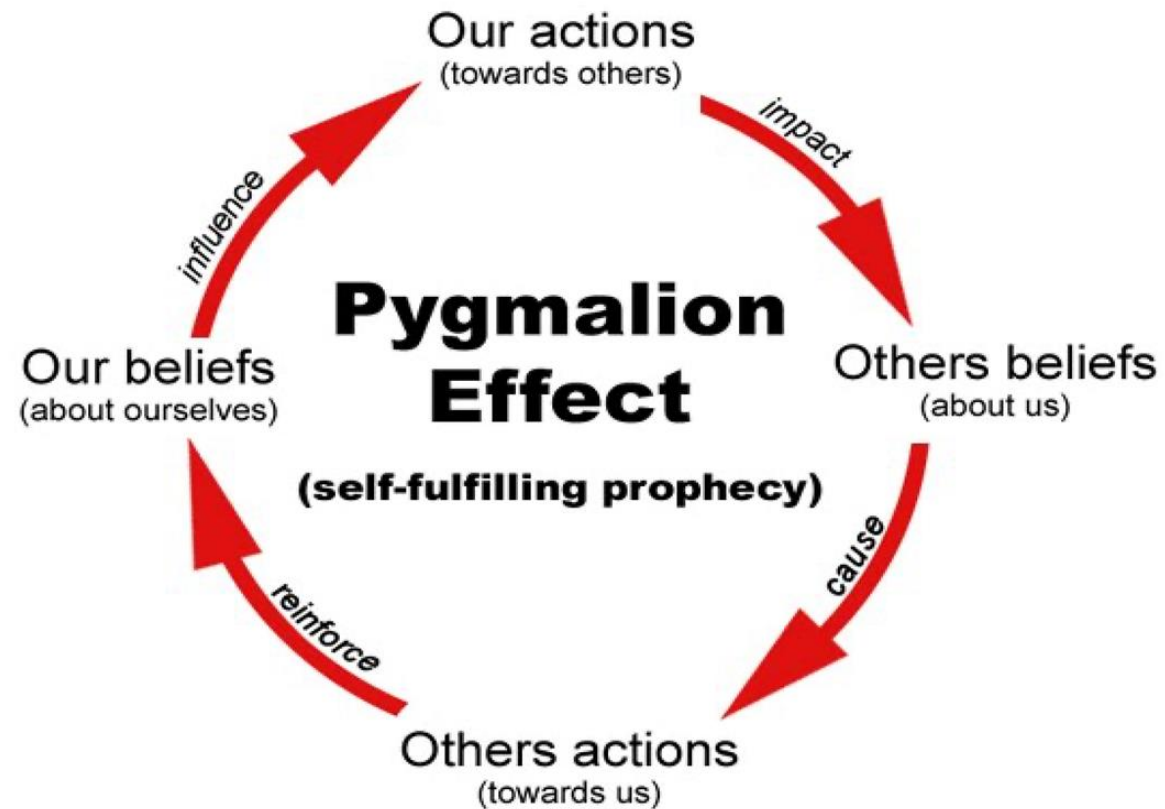 Our actions
(towards others)
impact
Others beliefs
(about us)
cause
Others actions
(towards us)
reinforce
Our beliefs
(about ourselves)
influence
Pygmalion
Effect
(self-fulfilling prophecy)